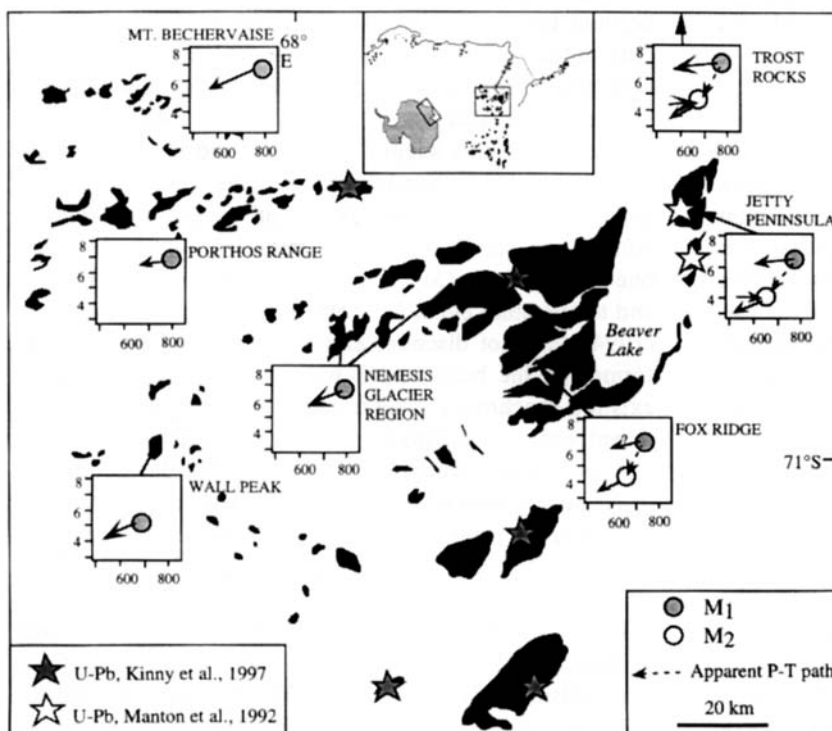 MT. BECHERVAISE
68°
E
8
6
4
600 800
TROST
ROCKS
8
6
4
600 800
JETTY
PENINSULA
8
6
4
600 800
PORTHOS RANGE
8
6
4
600 800
Beaver
Lake
NEMESIS
GLACIER
REGION
8
6
4
600 800
FOX RIDGE
8
6
4
?
600 800
71°S
WALL PEAK
8
6
4
600 800
M1
M2
Apparent P-T path
20 km
U-Pb, Kinny et al., 1997
U-Pb, Manton et al., 1992